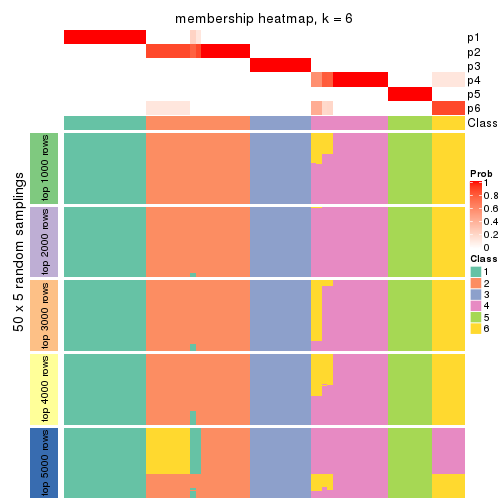 membership heatmap, k = 6
p1
p2
p3
p4
p5
p6
Class
50 x 5 random samplings
top 1000 rows
top 2000 rows
top 3000 rows
top 4000 rows
top 5000 rows
Prob
1
0.8
0.6
0.4
0.2
0
Class
1
2
3
4
5
6